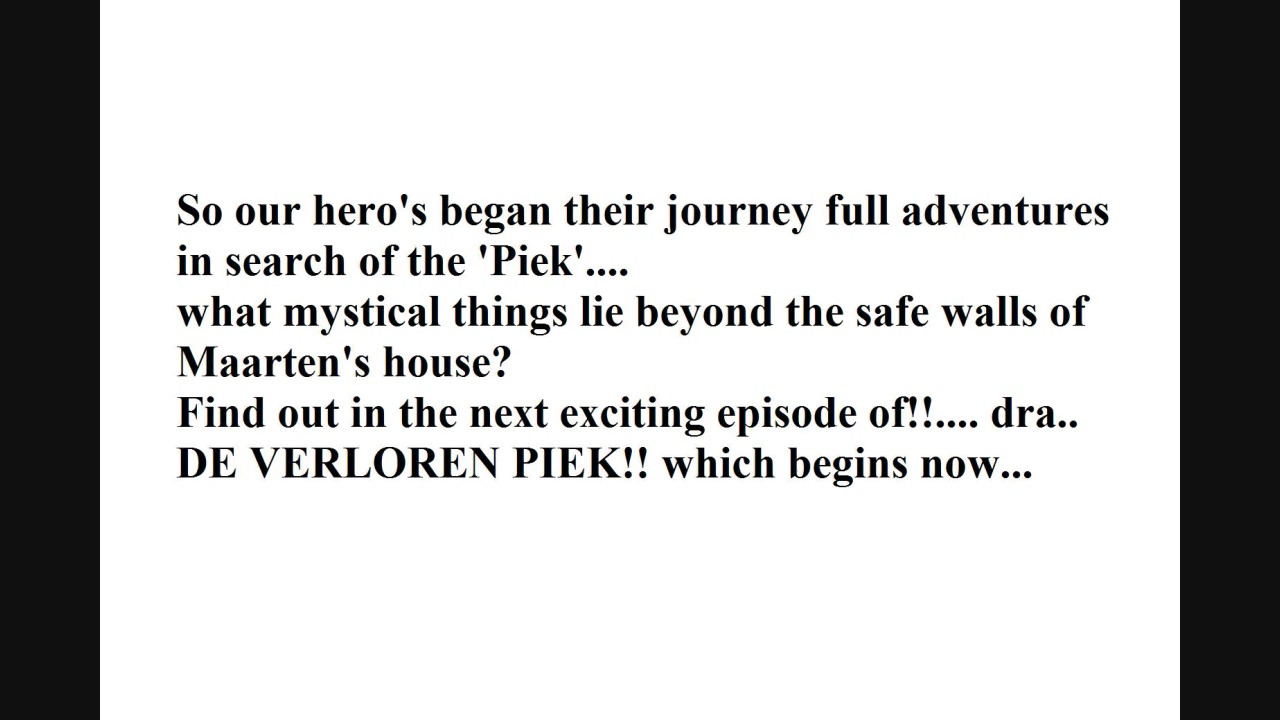 So our hero's began their journey full adventures
in search of the 'Piek'....
what mystical things lie beyond the safe walls of
Maarten's house?
Find out in the next exciting episode of!!.... dra..
DE VERLOREN PIEK!! which begins now...